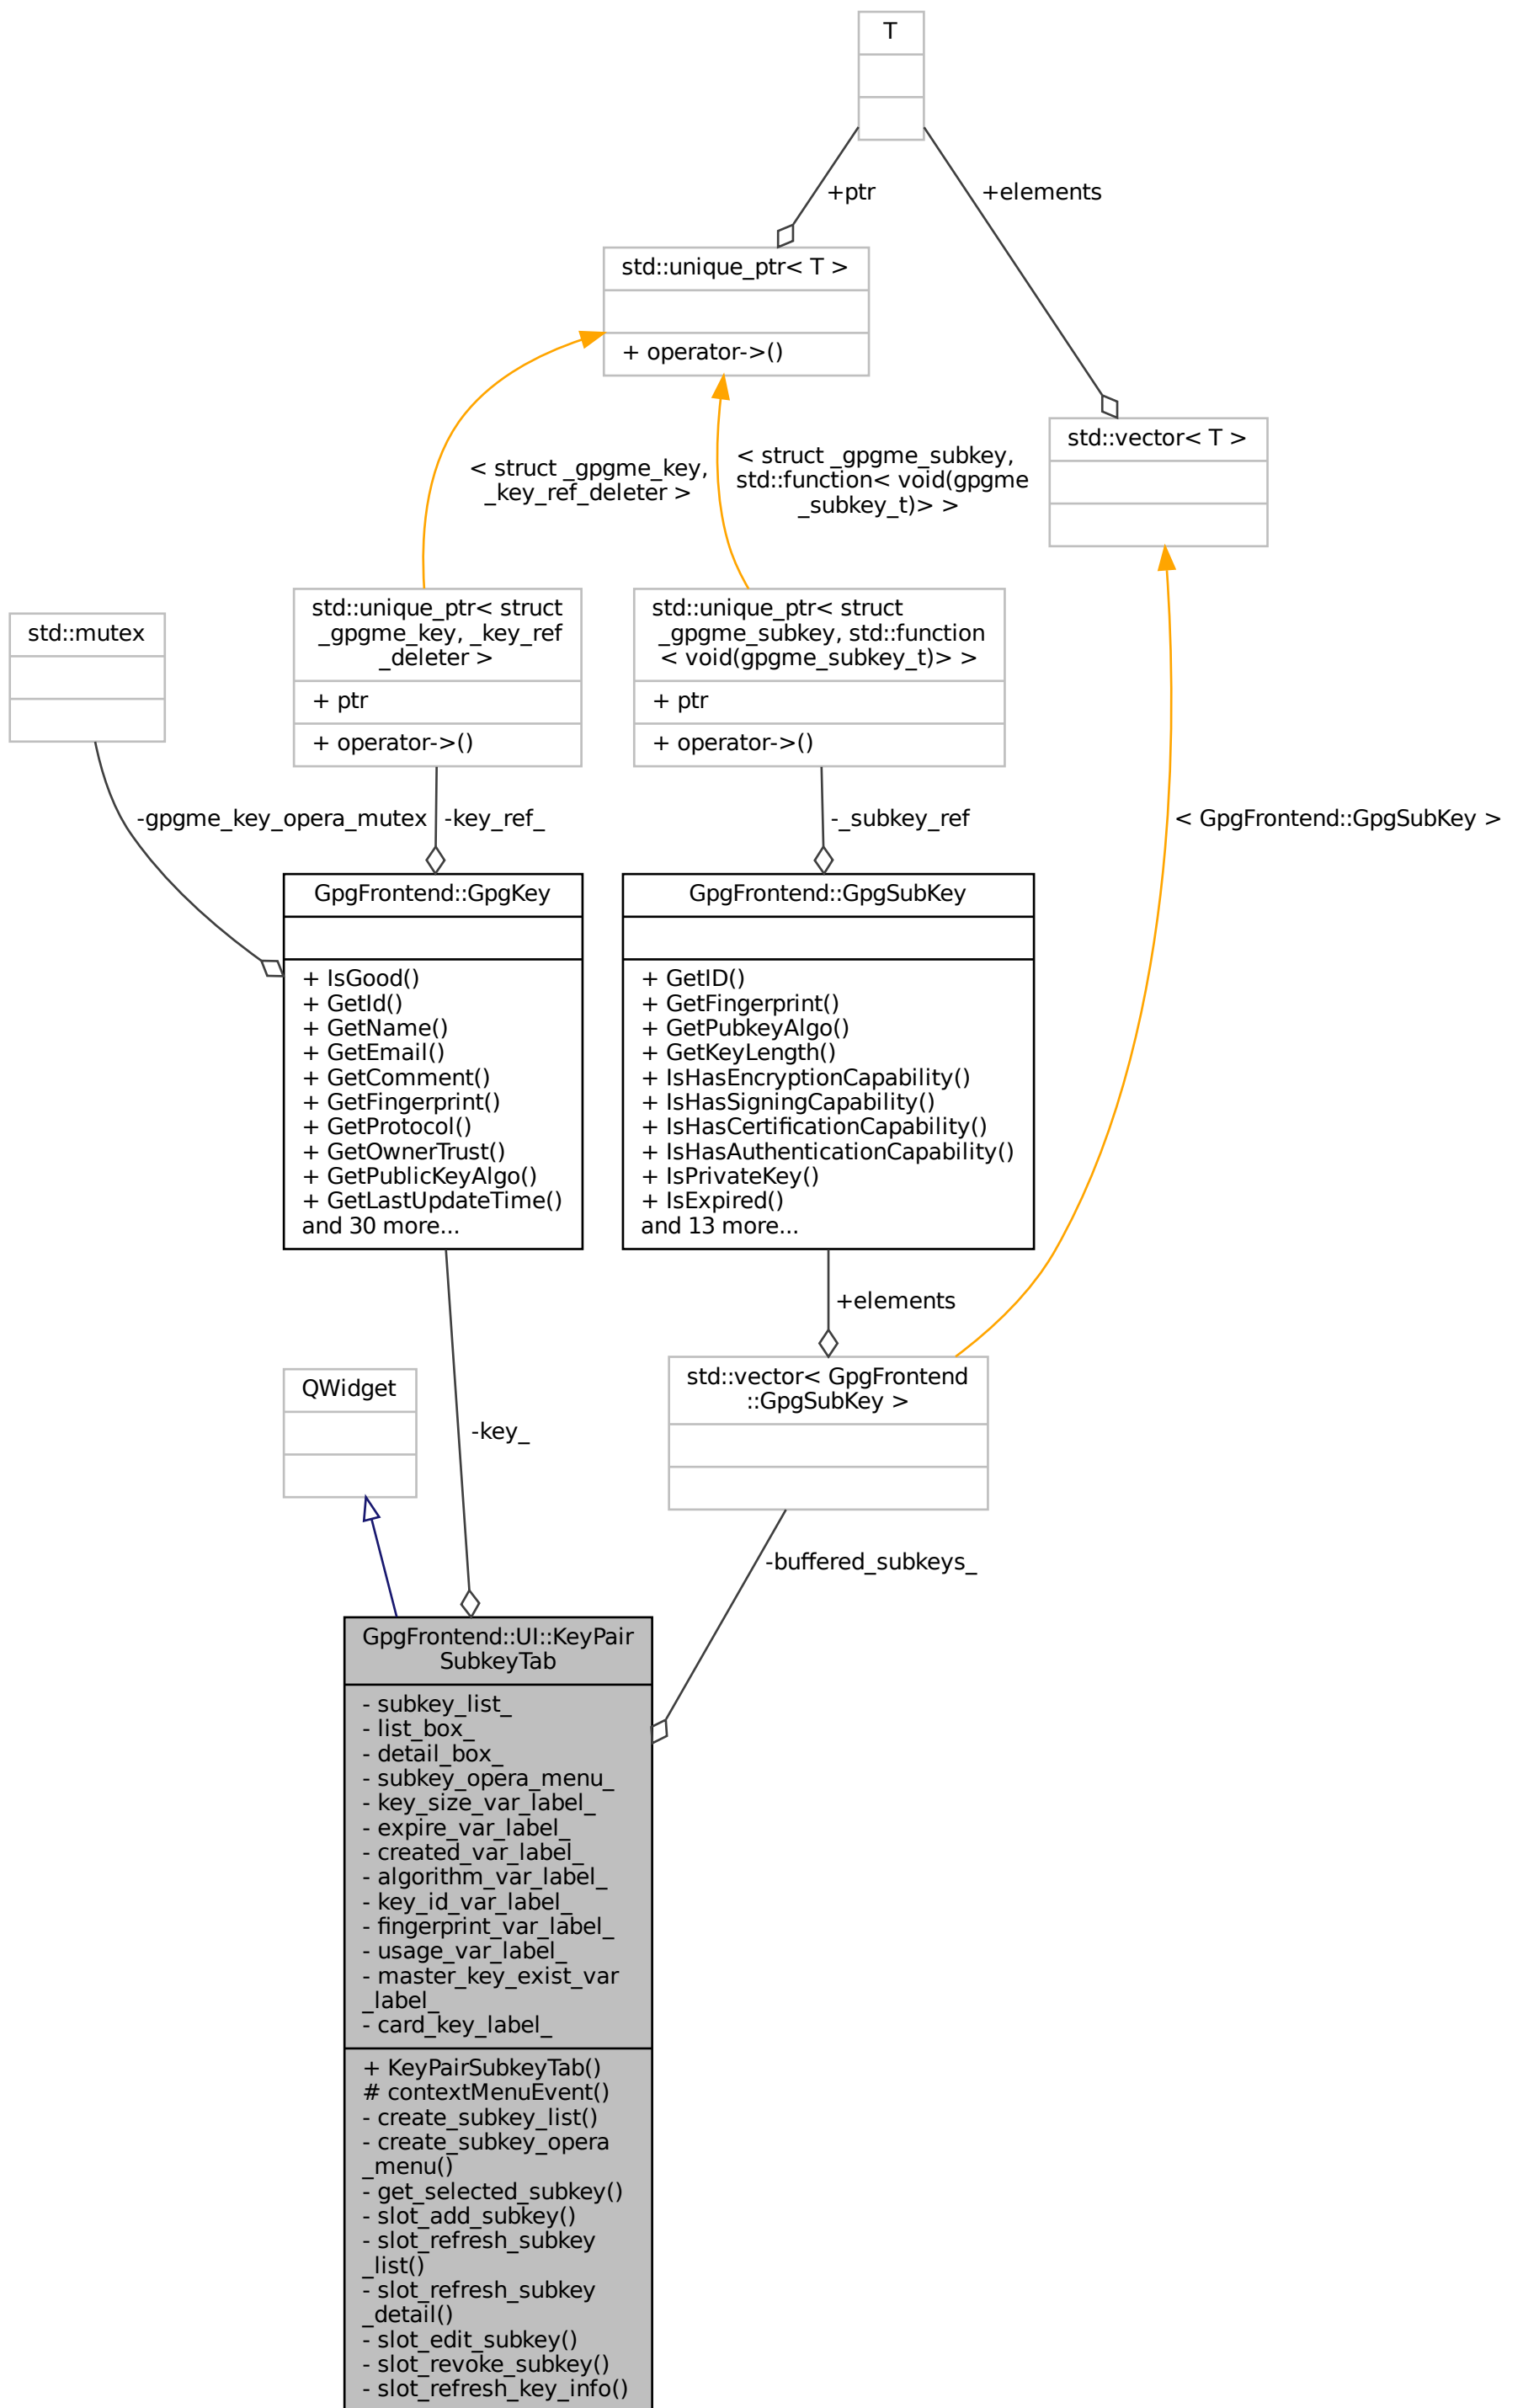 T
+ptr
+elements
std::unique_ptr< T >
+ operator->()
std::vector< T >
< struct _gpgme_key,
_key_ref_deleter >
< struct _gpgme_subkey,
std::function< void(gpgme
_subkey_t)> >
std::mutex
std::unique_ptr< struct
_gpgme_key, _key_ref
_deleter >
+ ptr
+ operator->()
std::unique_ptr< struct
_gpgme_subkey, std::function
< void(gpgme_subkey_t)> >
+ ptr
+ operator->()
-gpgme_key_opera_mutex
-key_ref_
-_subkey_ref
< GpgFrontend::GpgSubKey >
GpgFrontend::GpgKey
+ IsGood()
+ GetId()
+ GetName()
+ GetEmail()
+ GetComment()
+ GetFingerprint()
+ GetProtocol()
+ GetOwnerTrust()
+ GetPublicKeyAlgo()
+ GetLastUpdateTime()
and 30 more...
GpgFrontend::GpgSubKey
+ GetID()
+ GetFingerprint()
+ GetPubkeyAlgo()
+ GetKeyLength()
+ IsHasEncryptionCapability()
+ IsHasSigningCapability()
+ IsHasCertificationCapability()
+ IsHasAuthenticationCapability()
+ IsPrivateKey()
+ IsExpired()
and 13 more...
+elements
QWidget
-key_
std::vector< GpgFrontend
::GpgSubKey >
-buffered_subkeys_
GpgFrontend::UI::KeyPair
SubkeyTab
- subkey_list_
- list_box_
- detail_box_
- subkey_opera_menu_
- key_size_var_label_
- expire_var_label_
- created_var_label_
- algorithm_var_label_
- key_id_var_label_
- fingerprint_var_label_
- usage_var_label_
- master_key_exist_var
_label_
- card_key_label_
+ KeyPairSubkeyTab()
# contextMenuEvent()
- create_subkey_list()
- create_subkey_opera
_menu()
- get_selected_subkey()
- slot_add_subkey()
- slot_refresh_subkey
_list()
- slot_refresh_subkey
_detail()
- slot_edit_subkey()
- slot_revoke_subkey()
- slot_refresh_key_info()